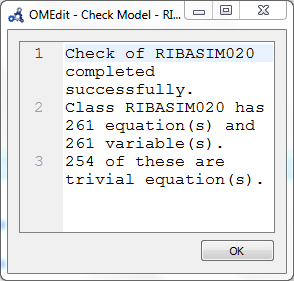 OMEdit - Check Model - RI...
1 Check of RIBASIM020
completed
successfully.
2 Class RIBASIM020 has
261 equation(s) and
261 variable(s).
3 254 of these are
trivial equation(s).
OK